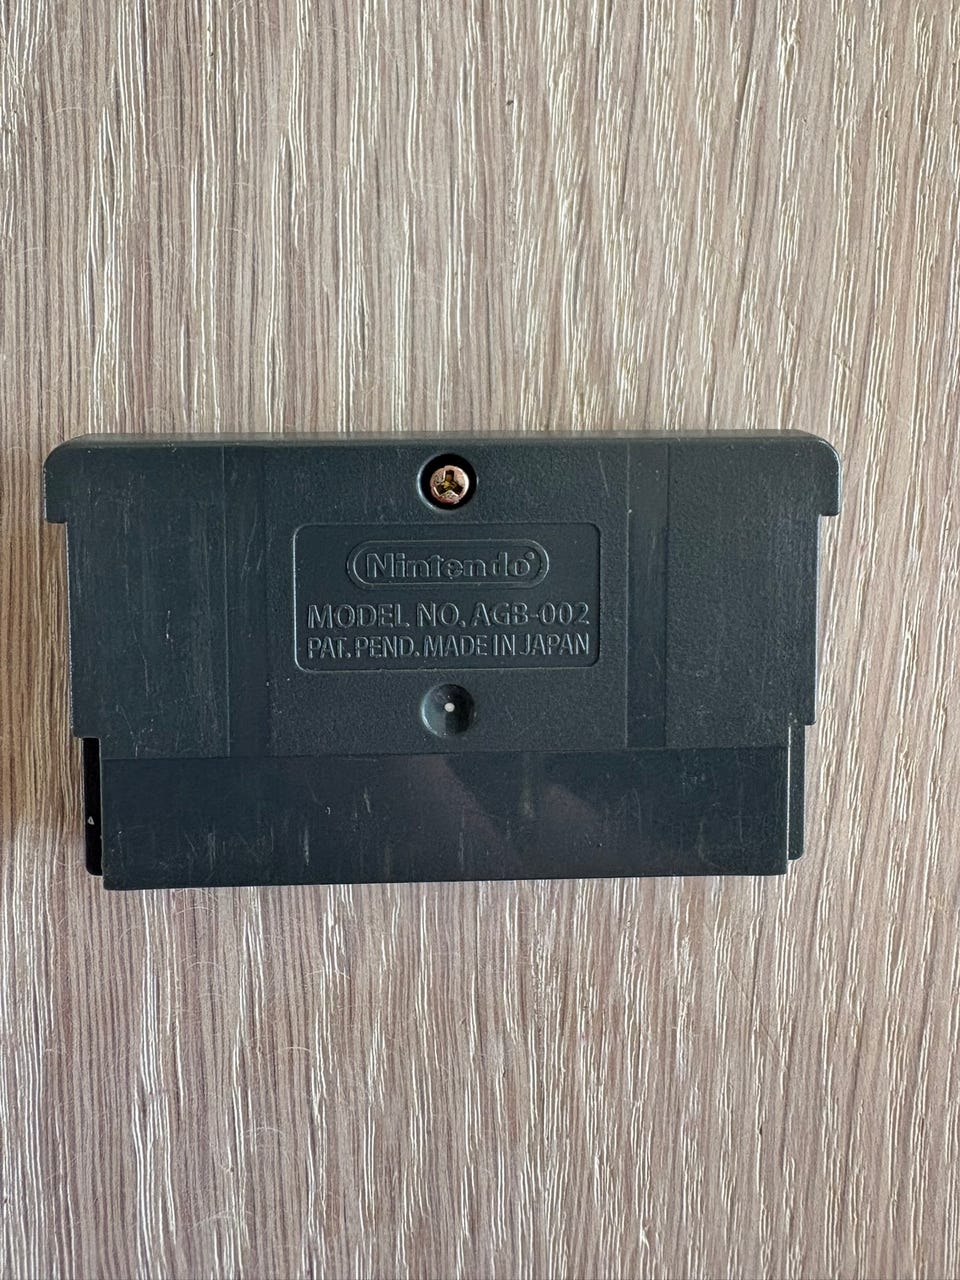 Nintendo®
MODEL NO. AGB-002
PAT. PEND. MADE IN JAPAN